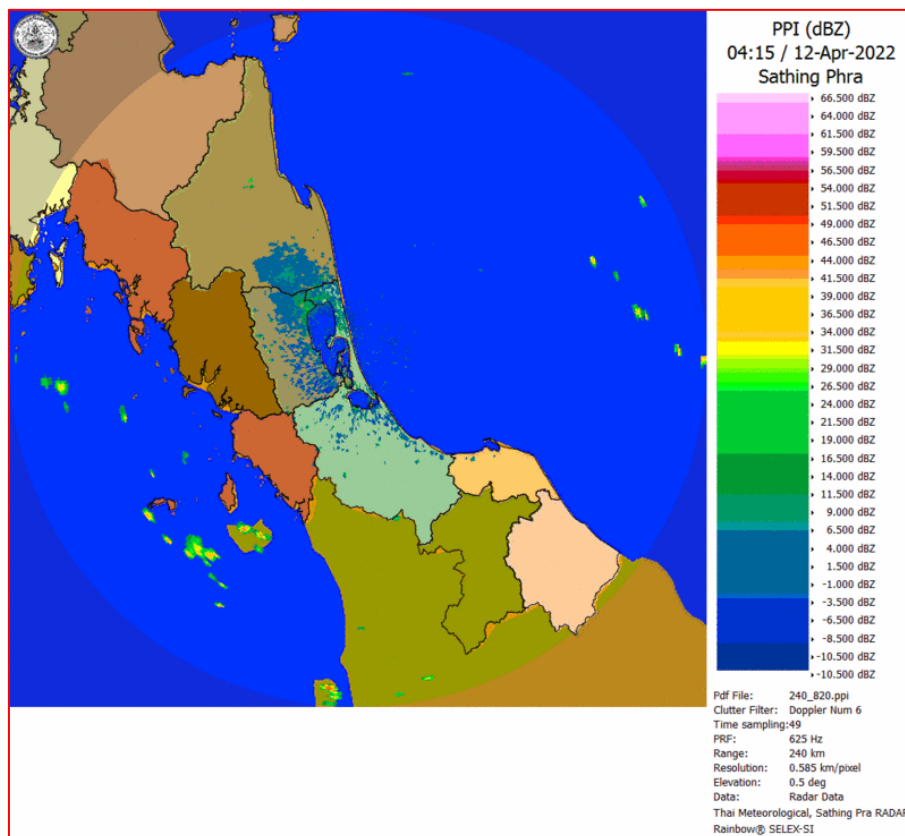 PPI (dBZ)
04:15 / 12-Apr-2022
Sathing Phra
66.500 dBZ
64.000 dBZ
61.500 dBZ
59.500 dBZ
56.500 dBZ
54.000 dBZ
51.500 dBZ
49.000 dBZ
46.500 dBZ
44.000 dBZ
41.500 dBZ
39.000 dBZ
36.500 dBZ
34.000 dBZ
31.500 dBZ
29.000 dBZ
26.500 dBZ
24.000 dBZ
21.500 dBZ
19.000 dBZ
16.500 dBZ
14.000 dBZ
11.500 dBZ
9.000 dBZ
6.500 dBZ
4.000 dBZ
1.500 dBZ
-1.000 dBZ
-3.500 dBZ
-6.500 dBZ
-8.500 dBZ
-10.500 dBZ
-10.500 dBZ
Pdf File: 240_820.ppi
Clutter Filter: Doppler Num 6
Time sampling:49
PRF: 625 Hz
Range: 240 km
Resolution: 0.585 km/pixel
Elevation: 0.5 deg
Data: Radar Data
Thai Meteorological, Sathing Pra RADAR
Rainbow® SELEX-SI